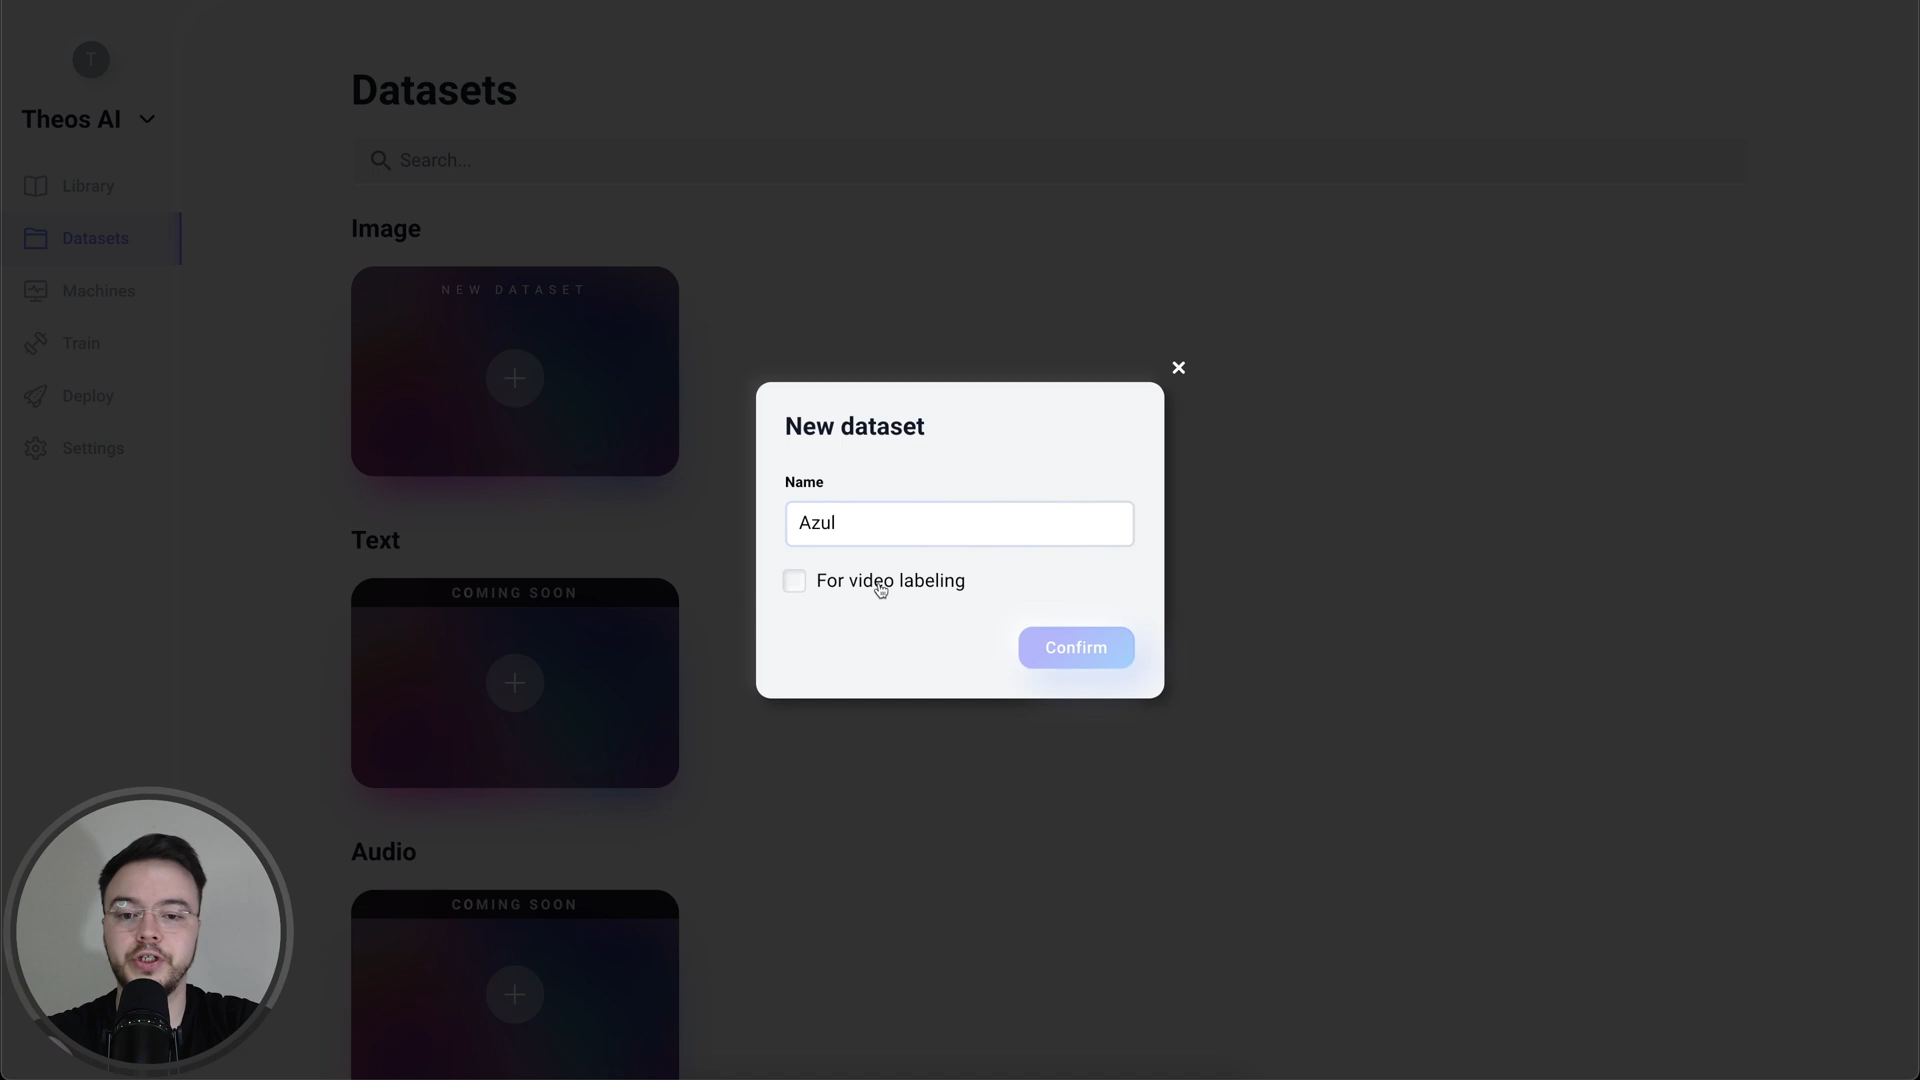 T
Theos AI
Library
Datasets
Machines
Train
Deploy
Settings
Datasets
Search...
Image
NEW DATASET
Text
COMING SOON
Audio
COMING SOON
New dataset
Name
Azul
For video labeling
Confirm